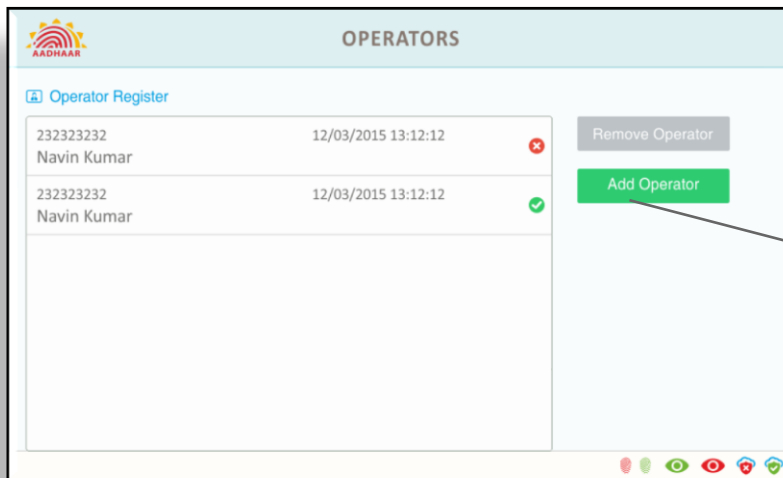 AADHAAR
OPERATORS
Operator Register
232323232 12/03/2015 13:12:12
Navin Kumar
232323232 12/03/2015 13:12:12
Navin Kumar
Remove Operator
Add Operator